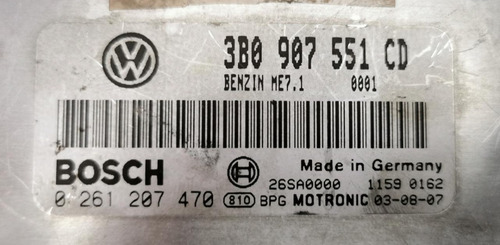 3B0 907 551 CD
BENZIN ME7.1 0001
BOSCH
Made in Germany
26SA0000 1159 0162
0 261 207 470 810 BPG MOTRONIC 03-08-07